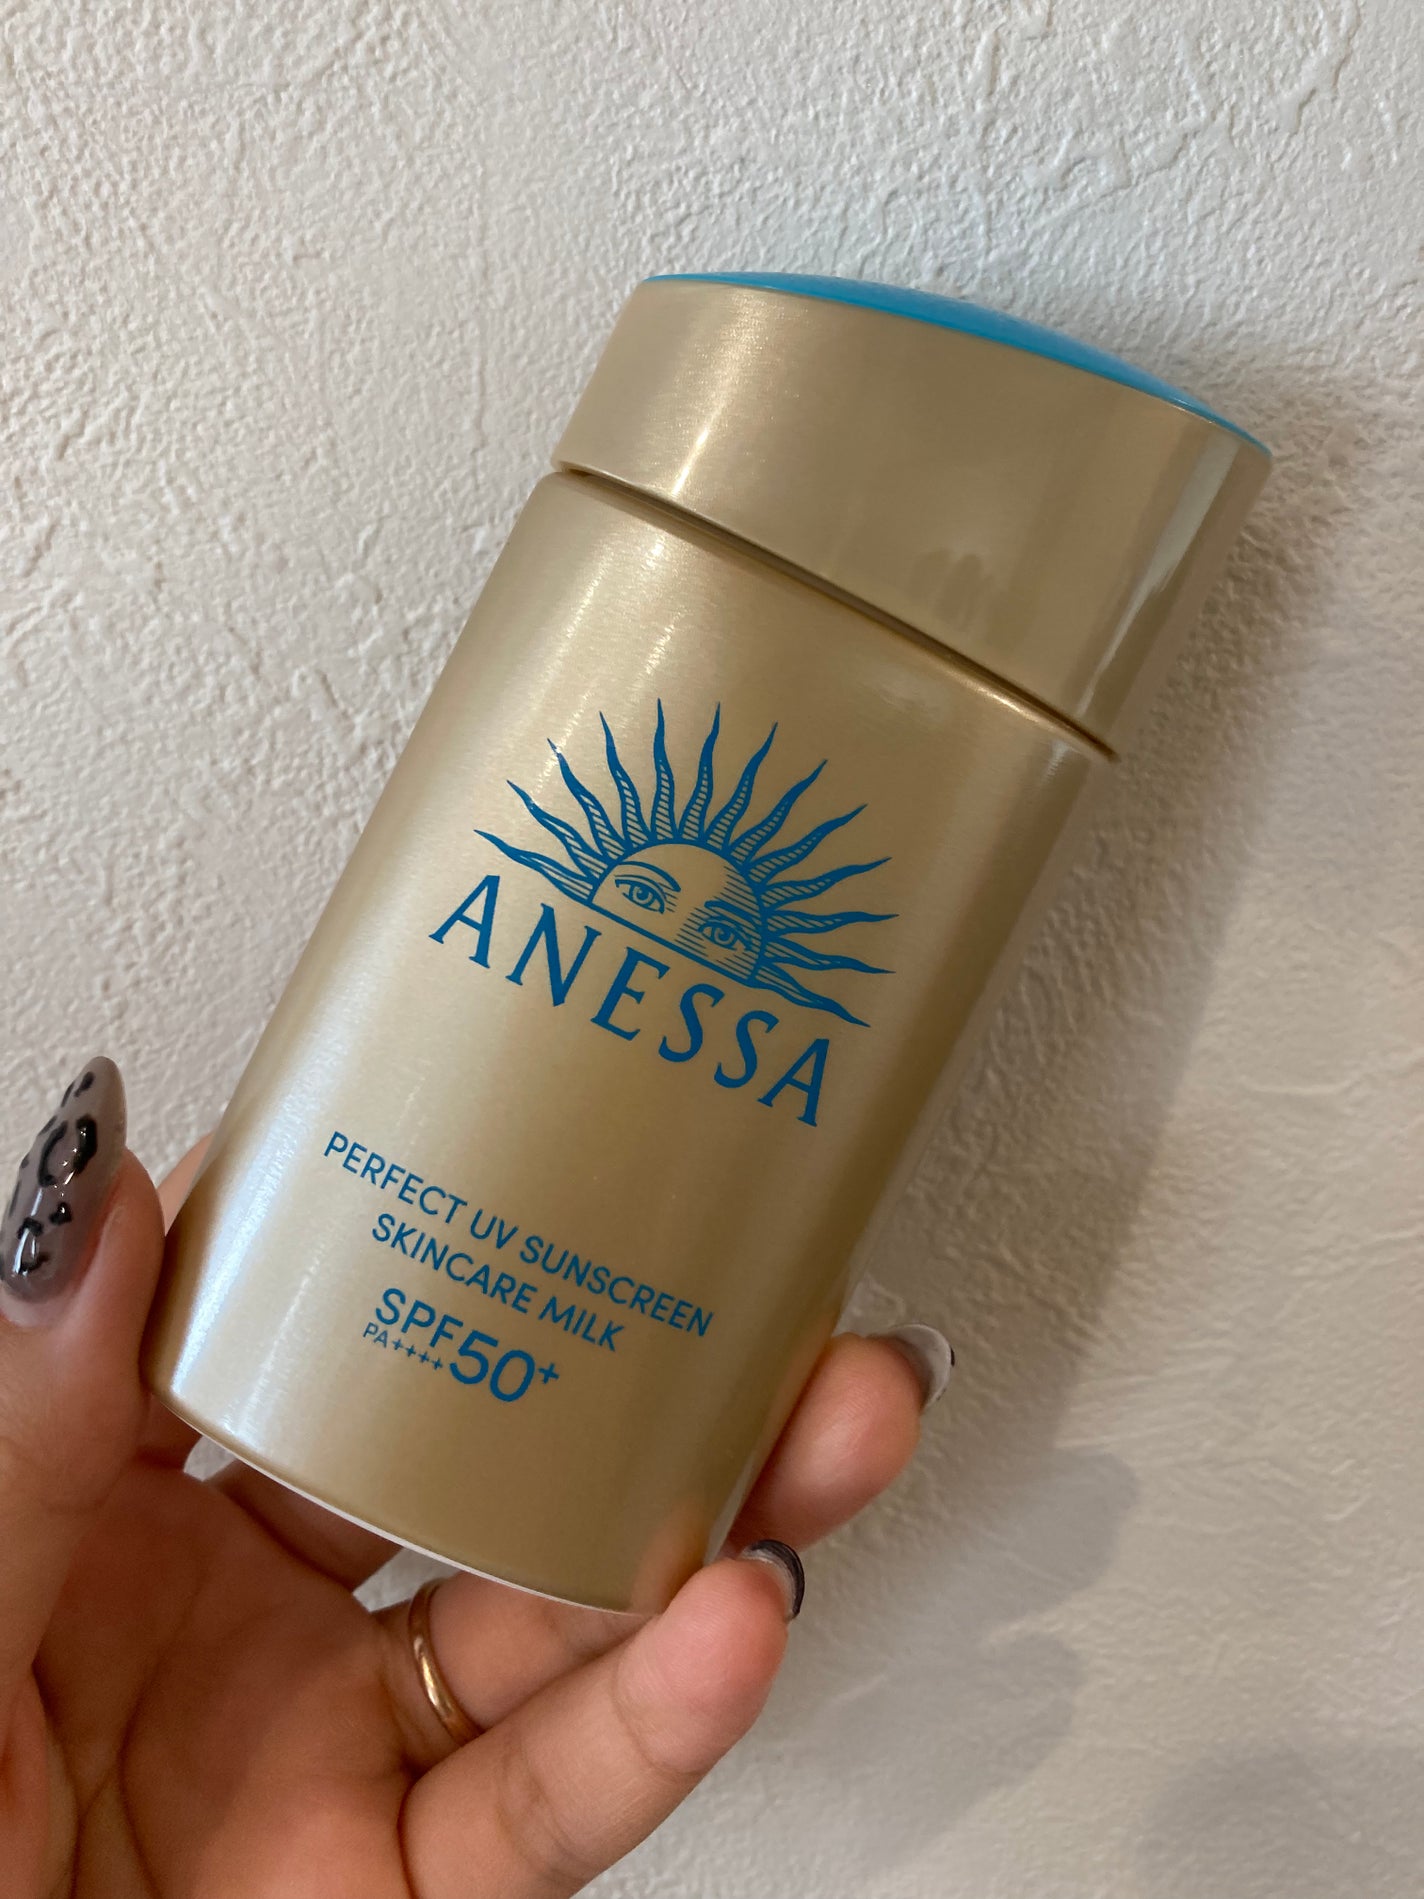 ANESSA
PERFECT UV SUNSCREEN
SKINCARE MILK
SPF50+
PA++++